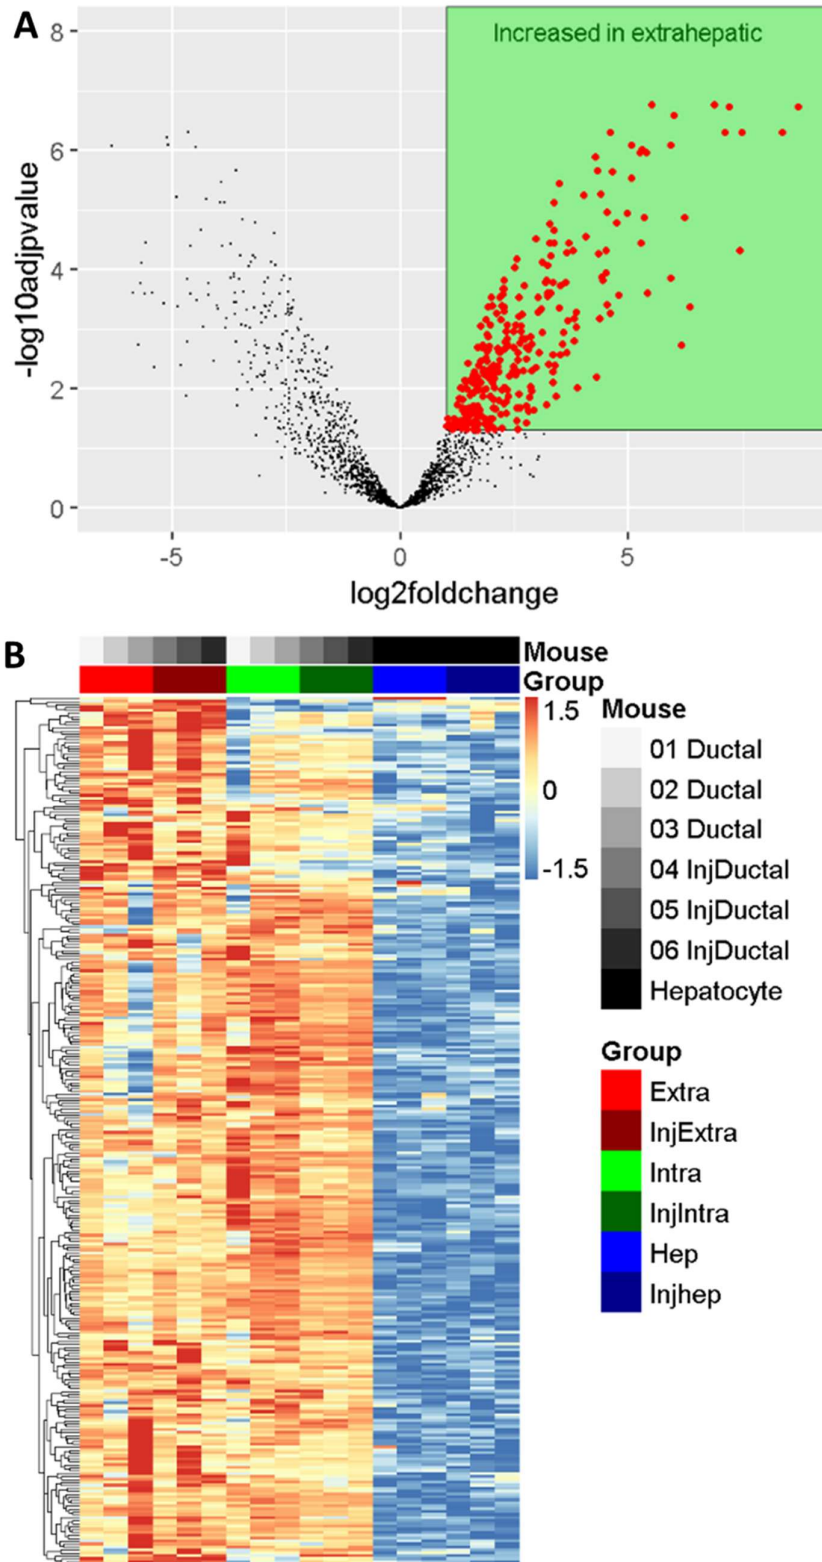 A
Increased in extrahepatic
8
6
4
2
0
-log10adjpvalue
-5
0
5
log2foldchange
B
Mouse
Group
1.5
0
-1.5
Mouse
01 Ductal
02 Ductal
03 Ductal
04 InjDuctal
05 InjDuctal
06 InjDuctal
Hepatocyte
Group
Extra
InjExtra
Intra
InjIntra
Hep
Injhep